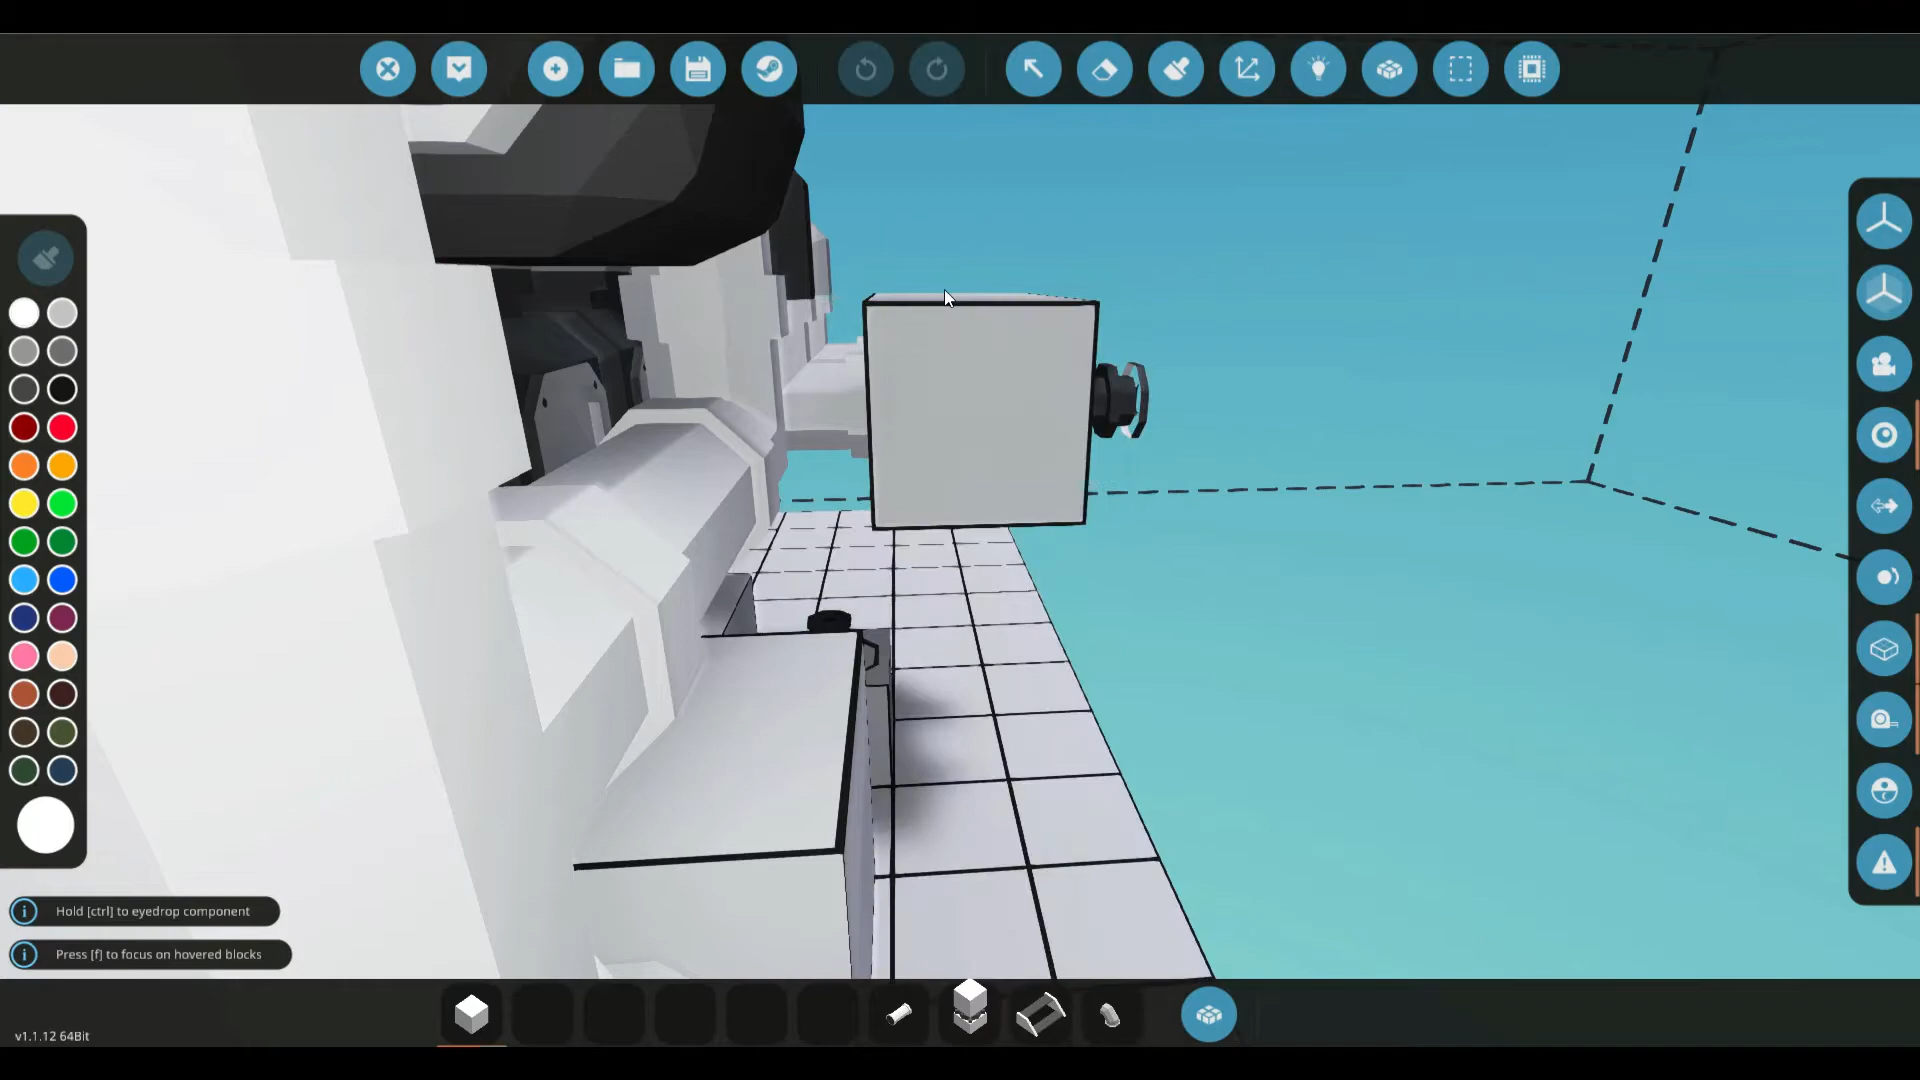 Hold [ctrl] to eyedrop component
Press [f] to focus on hovered blocks
v1.1.12 64Bit